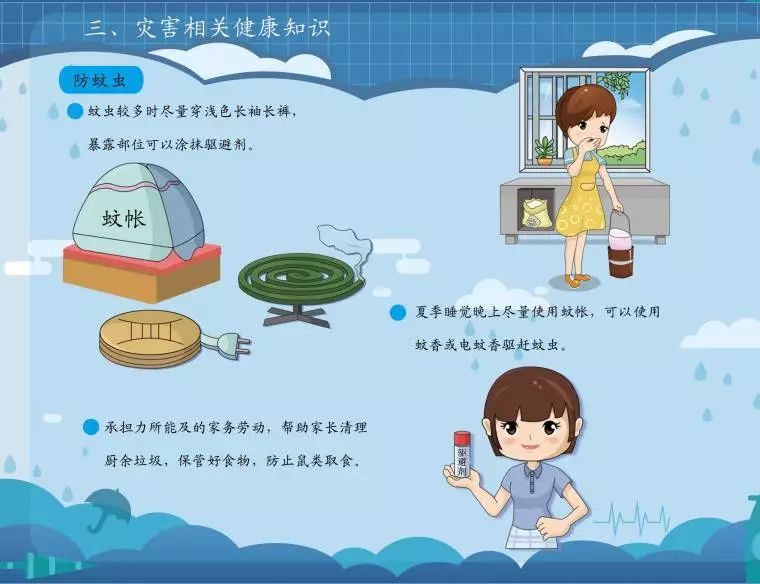 三、灾害相关健康知识
防蚊虫
蚊虫较多时尽量穿浅色长袖长裤，
暴露部位可以涂抹驱避剂。
蚊帐
夏季睡觉晚上尽量使用蚊帐，可以使用
蚊香或电蚊香驱赶蚊虫。
承担力所能及的家务劳动，帮助家长清理
厨余垃圾，保管好食物，防止鼠类取食。
驱避剂